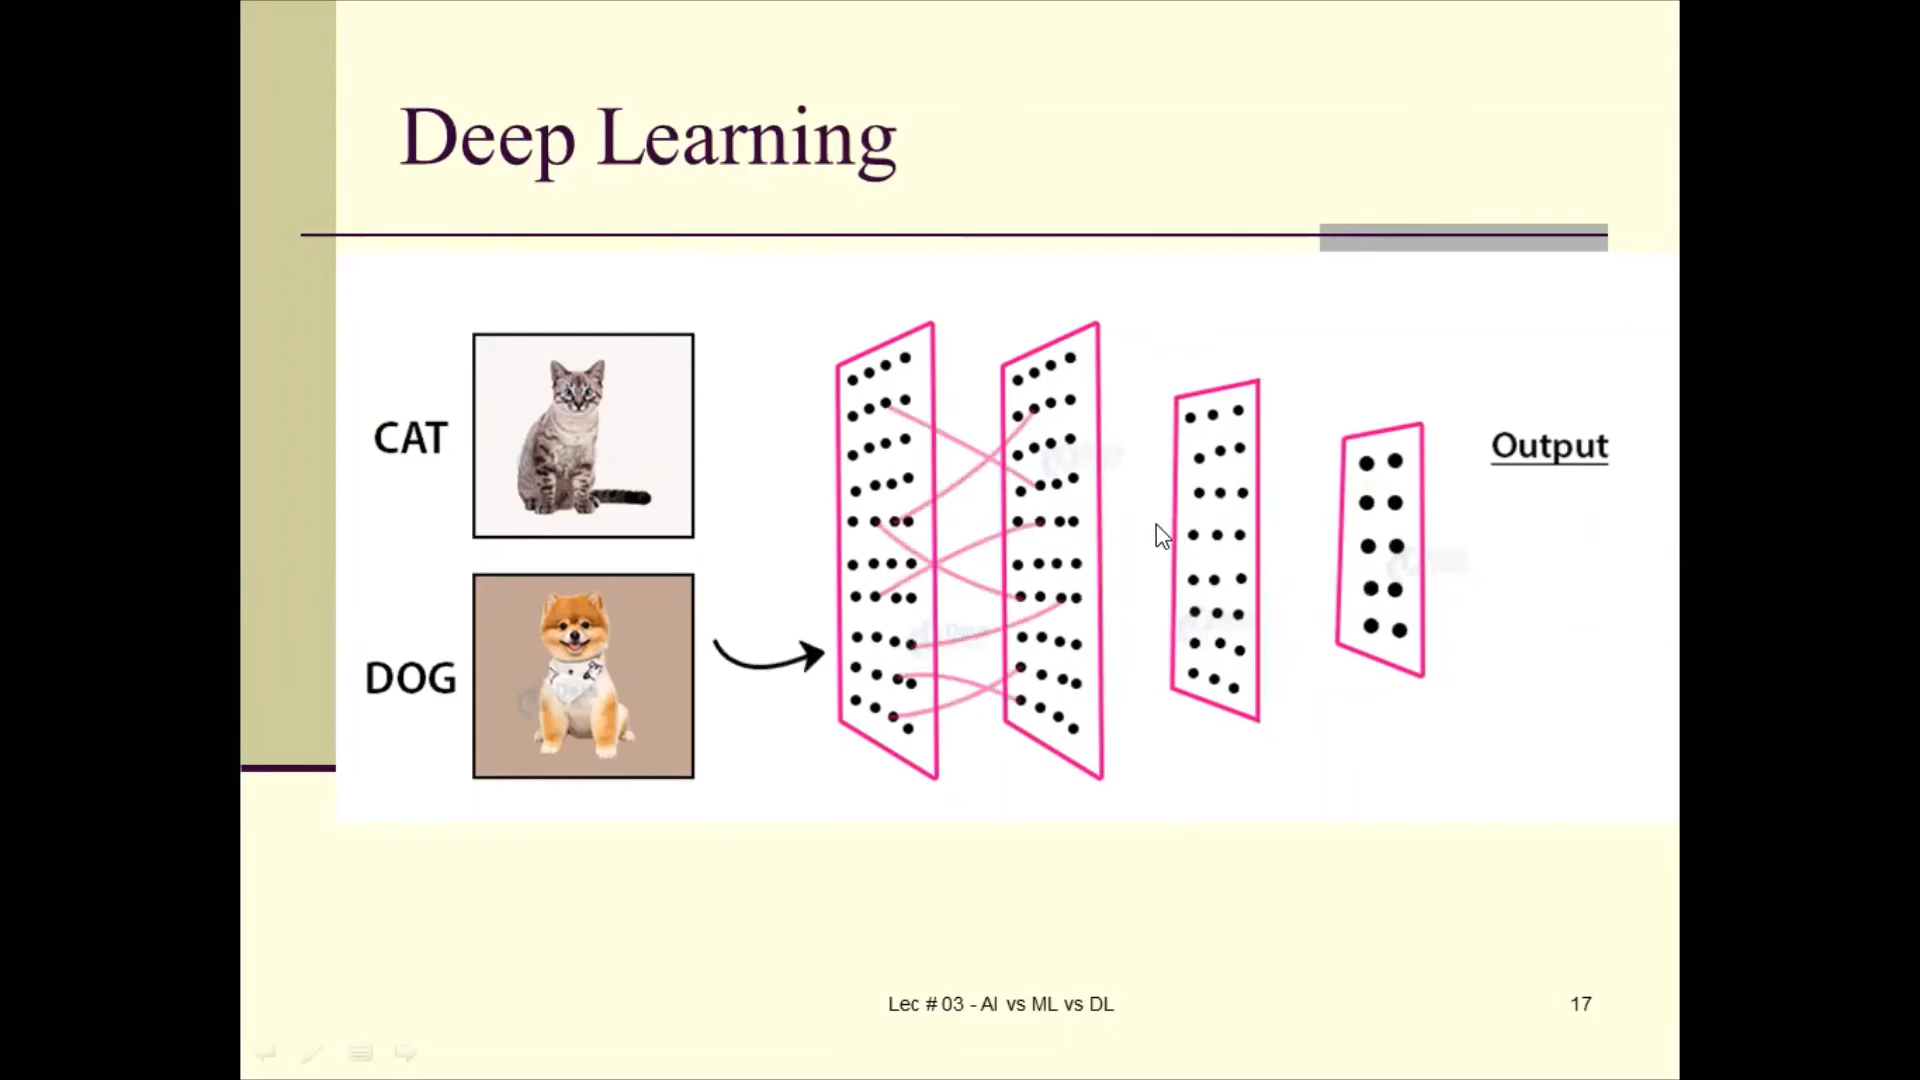 Deep Learning
CAT
Output
DOG
Lec # 03 - AI vs ML vs DL
17